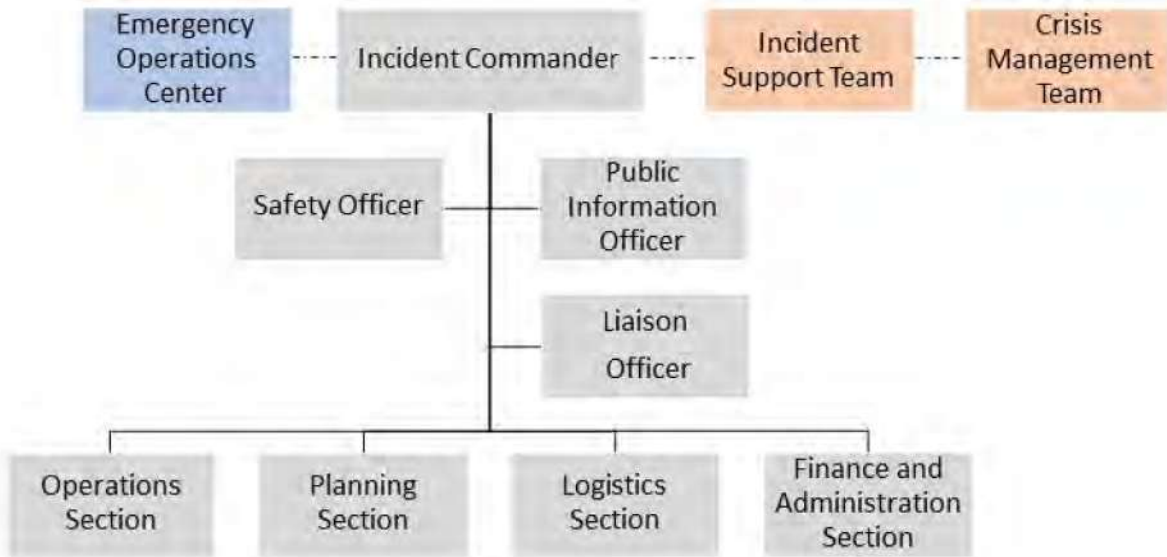 Emergency
Operations
Center
Incident Commander
Incident
Support Team
Crisis
Management
Team
Safety Officer
Public
Information
Officer
Liaison
Officer
Operations
Section
Planning
Section
Logistics
Section
Finance and
Administration
Section